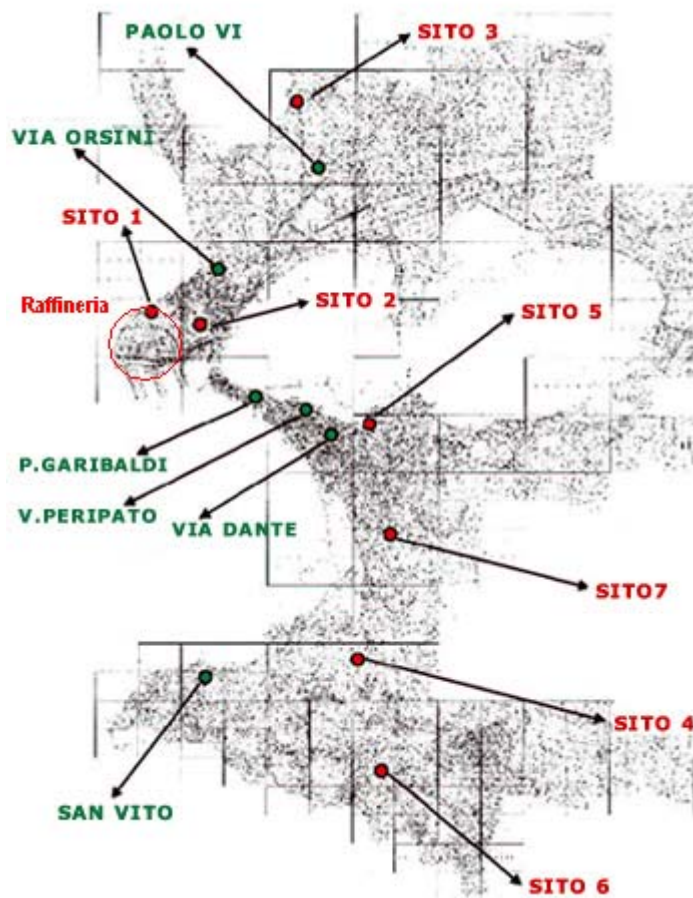 PAOLO VI
SITO 3
VIA ORSINI
SITO 1
Raffineria
SITO 2
SITO 5
P.GARIBALDI
V.PERIPATO
VIA DANTE
SITO7
SITO 4
SAN VITO
SITO 6